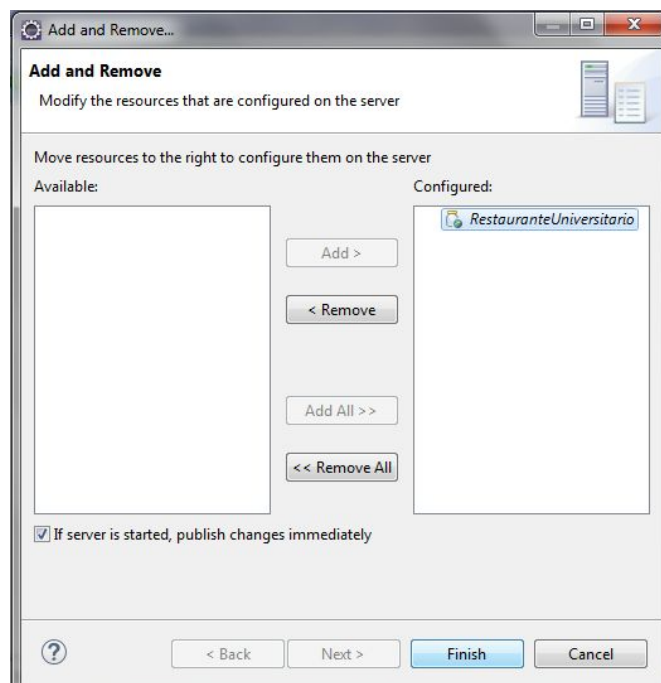 Add and Remove...
Add and Remove
Modify the resources that are configured on the server
Move resources to the right to configure them on the server
Available:
Configured:
RestauranteUniversitario
Add >
< Remove
Add All >>
<< Remove All
If server is started, publish changes immediately
?
< Back
Next >
Finish
Cancel